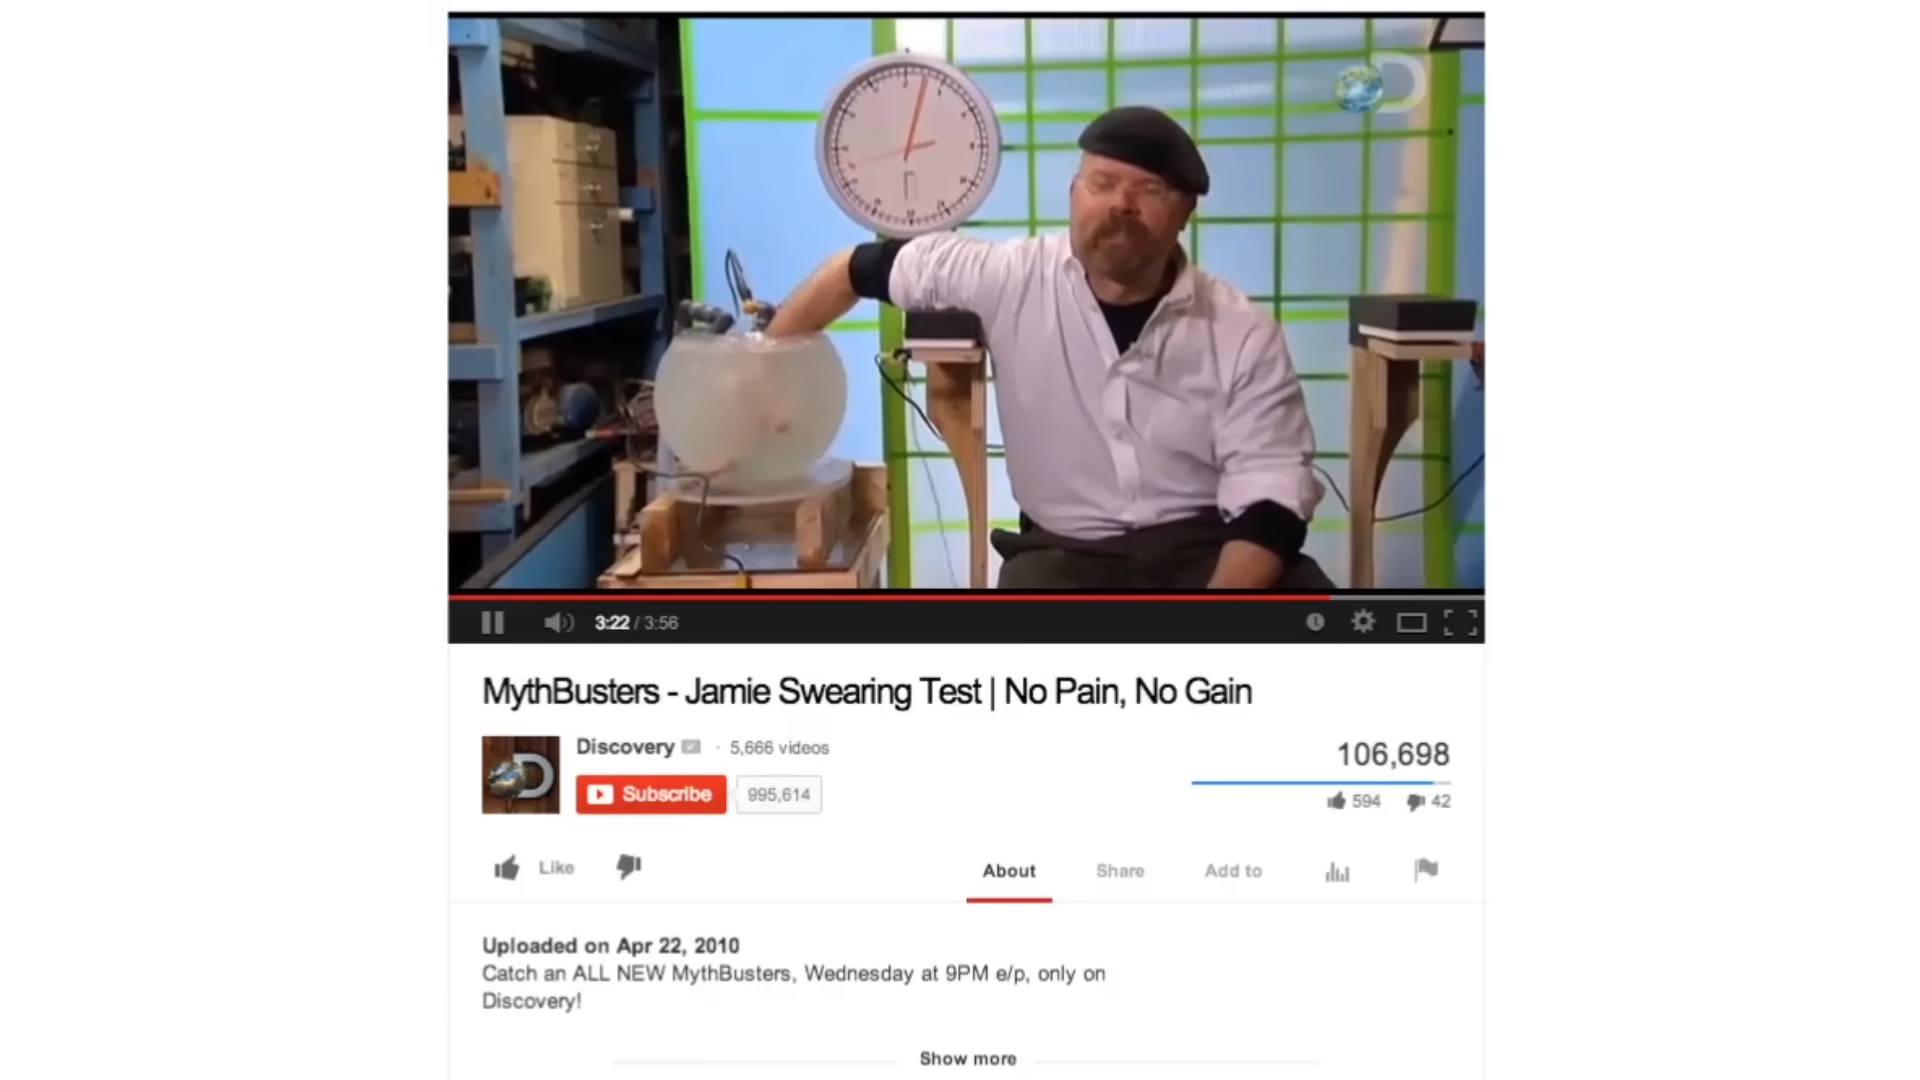 3:22 / 3:56
MythBusters - Jamie Swearing Test | No Pain, No Gain
Discovery · 5,666 videos
Subscribe 995,614
106,698
594 42
Like
About Share Add to
Uploaded on Apr 22, 2010
Catch an ALL NEW MythBusters, Wednesday at 9PM e/p, only on
Discovery!
Show more